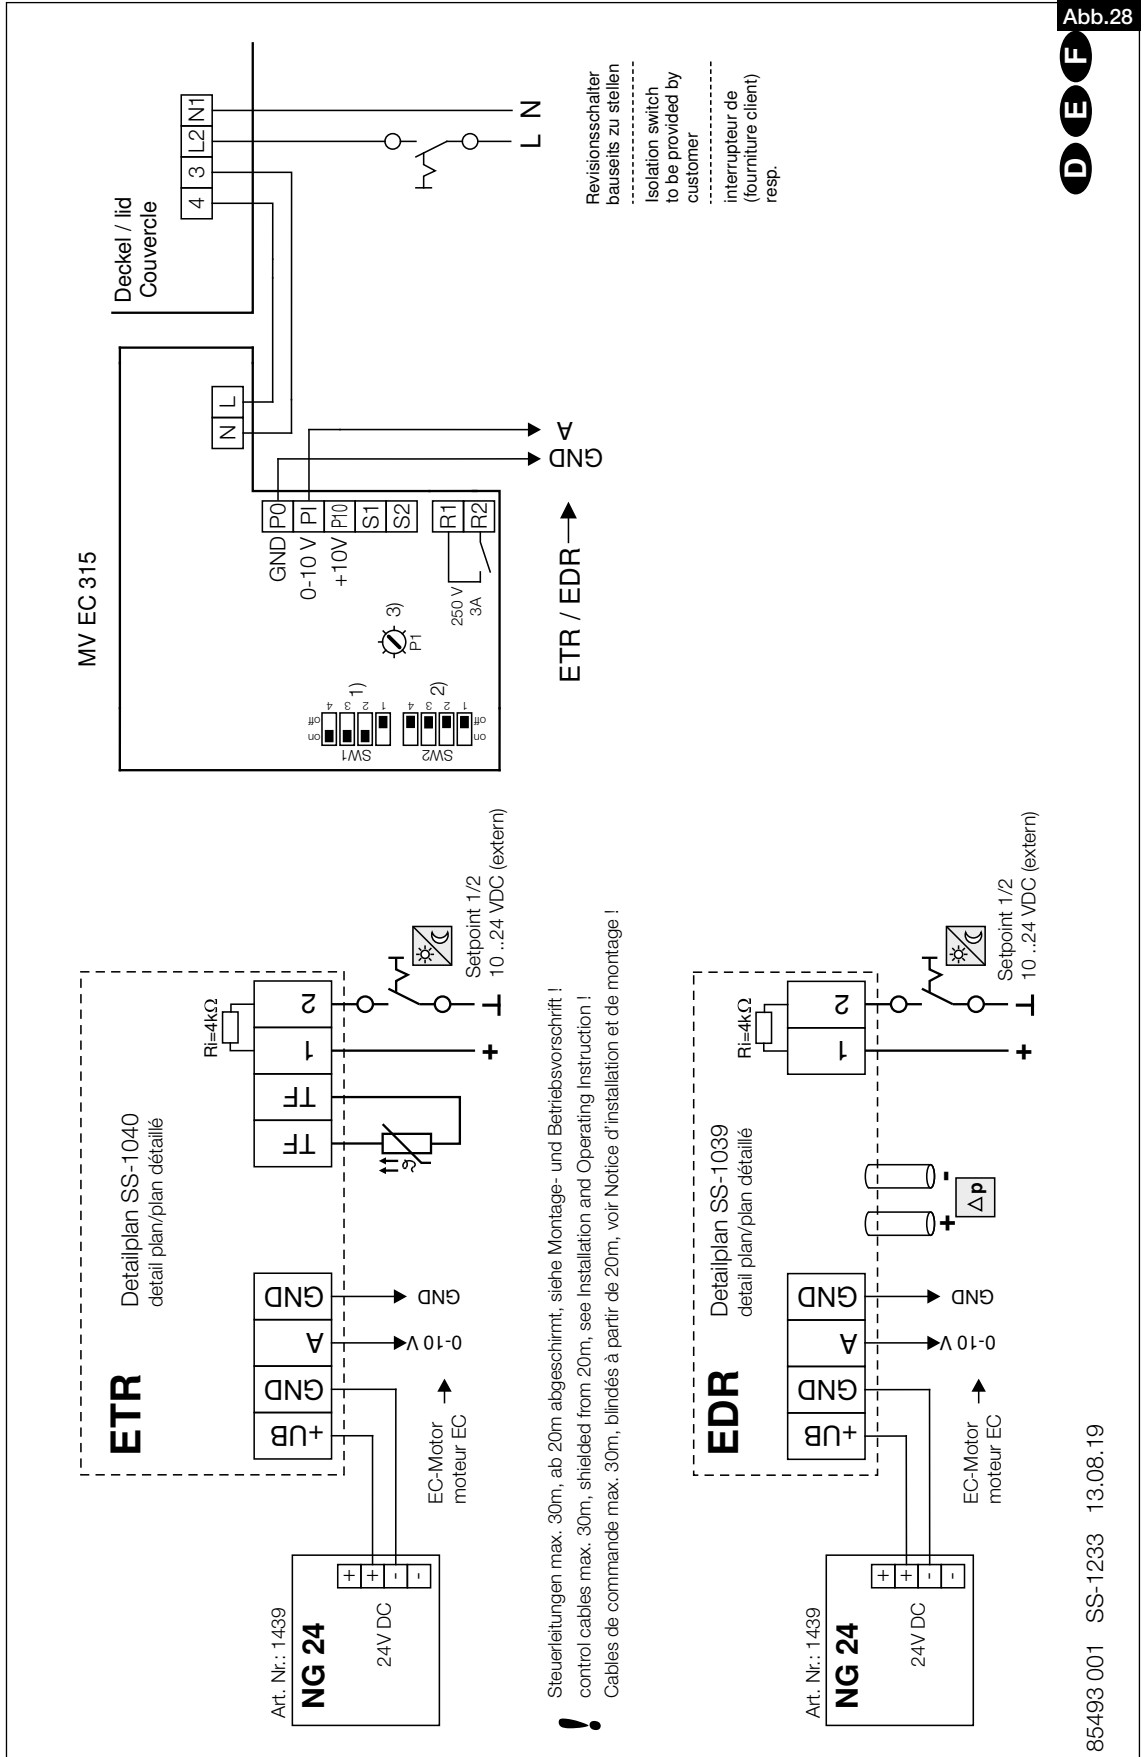 Abb.28
D E F
MV EC 315
Deckel / lid
Couvercle
4 3 L2 N1
N L
L N
Revisionsschalter
bauseits zu stellen
Isolation switch
to be provided by
customer
interrupteur de
(fourniture client)
resp.
GND P0
0-10 V PI
+10V P10
S1
S2
R1
R2
250 V
3A
P1
3)
1)
2)
on off
4 3 2 1
SW1
on off
4 3 2 1
SW2
GND A
ETR / EDR
ETR
Detailplan SS-1040
detail plan/plan détaillé
+UB GND A GND
TF TF 1 2
Ri=4kΩ
0-10 V
GND
EC-Motor
moteur EC
Art. Nr.: 1439
NG 24
24V DC
+ + - -
ϑ
+
Setpoint 1/2
10 ..24 VDC (extern)
! Steuerleitungen max. 30m, ab 20m abgeschirmt, siehe Montage- und Betriebsvorschrift !
control cables max. 30m, shielded from 20m, see Installation and Operating Instruction !
Cables de commande max. 30m, blindés à partir de 20m, voir Notice d'installation et de montage !
EDR
Detailplan SS-1039
detail plan/plan détaillé
+UB GND A GND
1 2
Ri=4kΩ
0-10 V
GND
EC-Motor
moteur EC
Art. Nr.: 1439
NG 24
24V DC
+ + - -
+ -
△p
+
Setpoint 1/2
10 ..24 VDC (extern)
85493 001 SS-1233 13.08.19